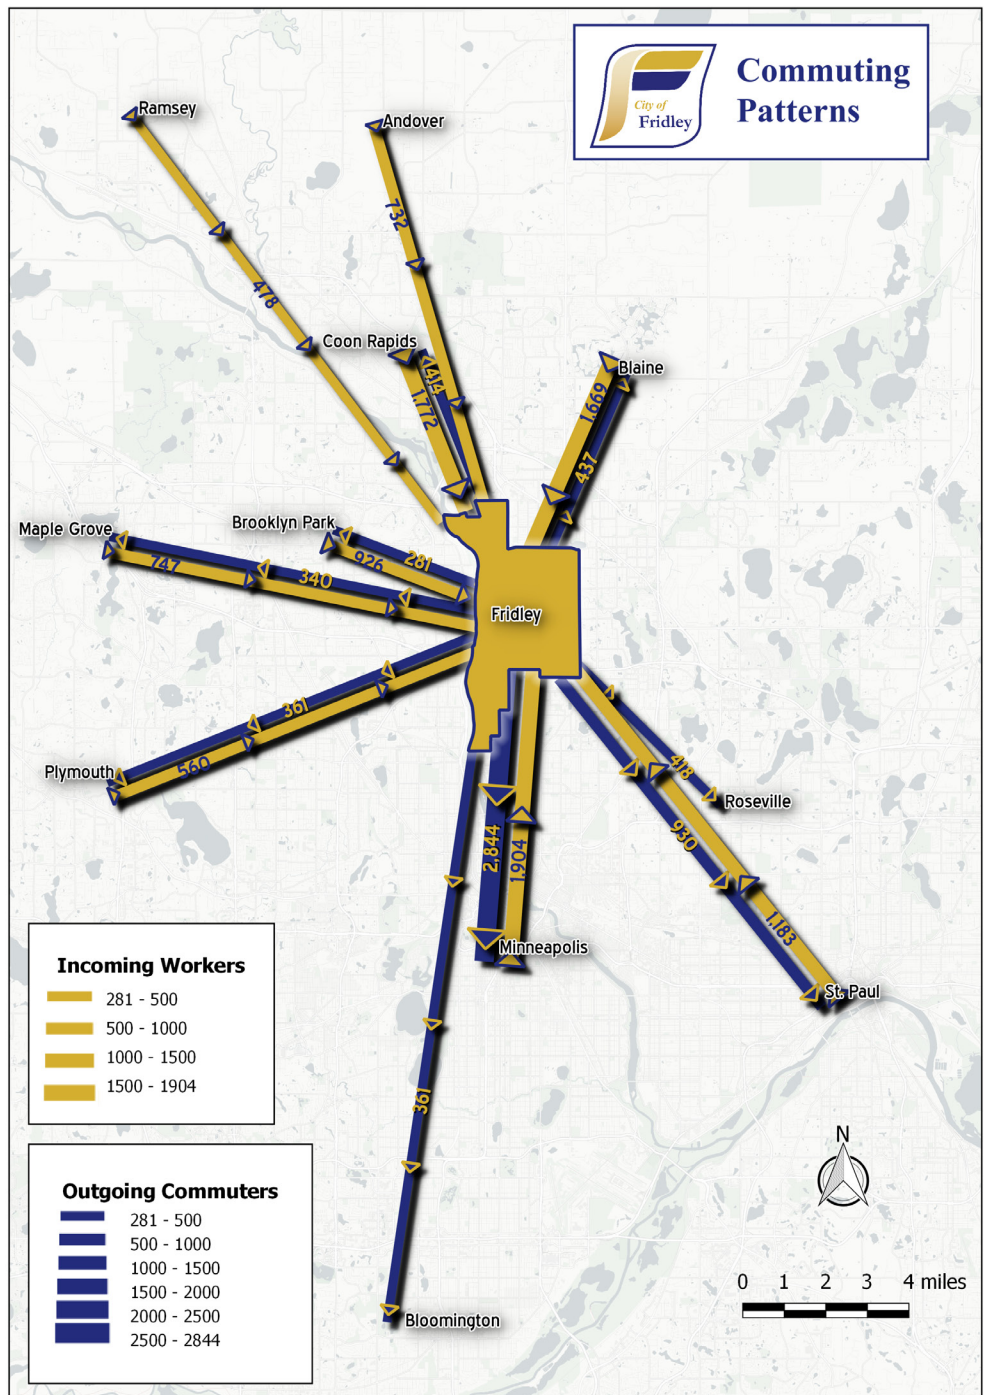 Commuting
Patterns
City of
Fridley
Ramsey
Andover
732
478
Coon Rapids
414
1,772
Blaine
1,669
437
Maple Grove
Brooklyn Park
281
926
747
340
Fridley
361
560
Plymouth
418
Roseville
930
1,183
2,844
1,904
Minneapolis
St. Paul
361
Bloomington
Incoming Workers
281 - 500
500 - 1000
1000 - 1500
1500 - 1904
Outgoing Commuters
281 - 500
500 - 1000
1000 - 1500
1500 - 2000
2000 - 2500
2500 - 2844
N
0 1 2 3 4 miles